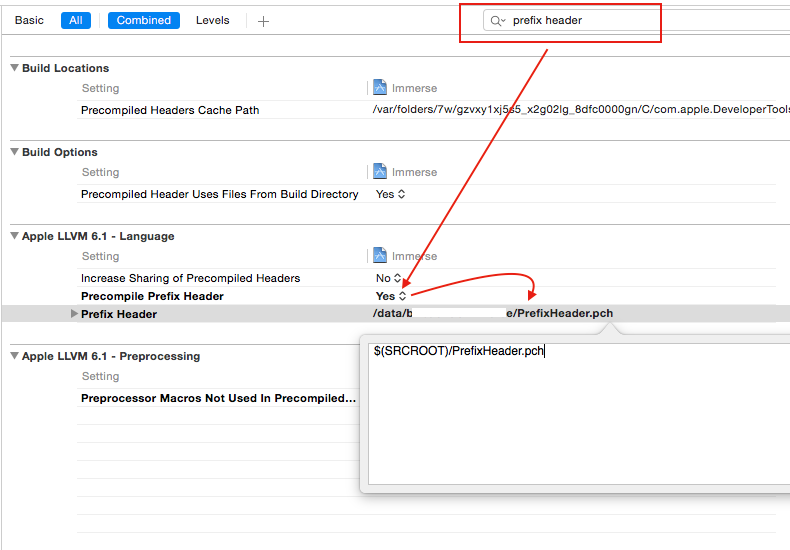 Basic All Combined Levels + prefix header
Build Locations
Setting Immerse
Precompiled Headers Cache Path /var/folders/7w/gzvxy1xj5s5_x2g02lg_8dfc0000gn/C/com.apple.DeveloperTools
Build Options
Setting Immerse
Precompiled Header Uses Files From Build Directory Yes
Apple LLVM 6.1 - Language
Setting Immerse
Increase Sharing of Precompiled Headers No
Precompile Prefix Header Yes
Prefix Header /data/b e/PrefixHeader.pch
Apple LLVM 6.1 - Preprocessing
$(SRCROOT)/PrefixHeader.pch
Setting
Preprocessor Macros Not Used In Precompiled...